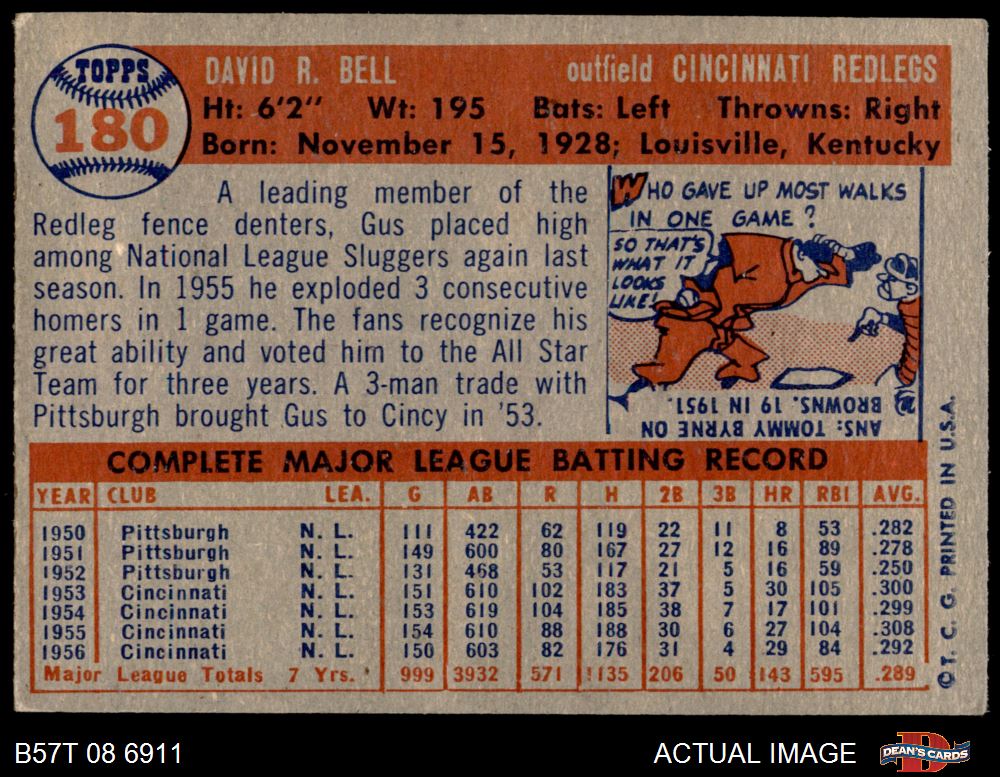 TOPPS
180
DAVID R. BELL outfield CINCINNATI REDLEGS
Ht: 6'2" Wt: 195 Bats: Left Throwns: Right
Born: November 15, 1928; Louisville, Kentucky
A leading member of the
Redleg fence denters, Gus placed high
among National League Sluggers again last
season. In 1955 he exploded 3 consecutive
homers in 1 game. The fans recognize his
great ability and voted him to the All Star
Team for three years. A 3-man trade with
Pittsburgh brought Gus to Cincy in '53.
WHO GAVE UP MOST WALKS
IN ONE GAME?
SO THAT'S
WHAT IT
LOOKS
LIKE!
ANS: TOMMY BYRNE ON
BROWNS. 19 IN 1951.
COMPLETE MAJOR LEAGUE BATTING RECORD
YEAR CLUB LEA. G AB R H 2B 3B HR RBI AVG.
1950 Pittsburgh N. L. 111 422 62 119 22 11 8 53 .282
1951 Pittsburgh N. L. 149 600 80 167 27 12 16 89 .278
1952 Pittsburgh N. L. 131 468 53 117 21 5 16 59 .250
1953 Cincinnati N. L. 151 610 102 183 37 5 30 105 .300
1954 Cincinnati N. L. 153 619 104 185 38 7 17 101 .299
1955 Cincinnati N. L. 154 610 88 188 30 6 27 104 .308
1956 Cincinnati N. L. 150 603 82 176 31 4 29 84 .292
Major League Totals 7 Yrs. 999 3932 571 1135 206 50 143 595 .289
©T. C. G. PRINTED IN U.S.A.
B57T 08 6911 ACTUAL IMAGE
DEAN'S CARDS